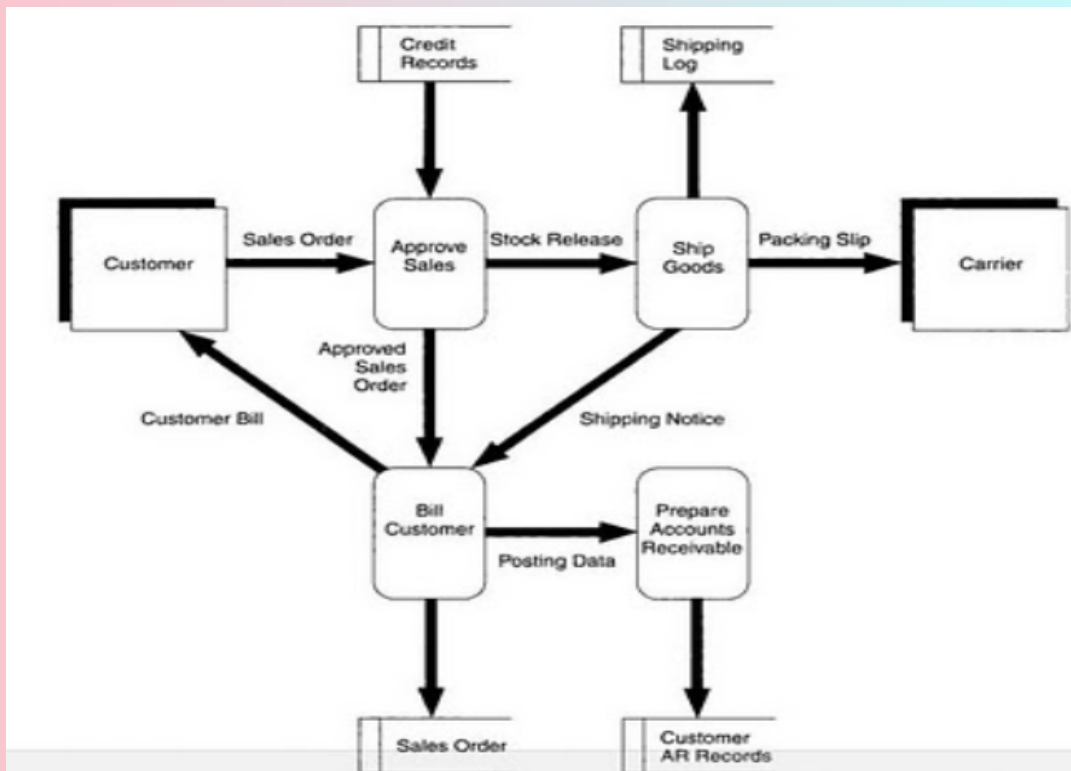 Credit
Records
Shipping
Log
Customer
Sales Order
Approve
Sales
Stock Release
Ship
Goods
Packing Slip
Carrier
Approved
Sales
Order
Customer Bill
Shipping Notice
Bill
Customer
Posting Data
Prepare
Accounts
Receivable
Sales Order
Customer
AR Records